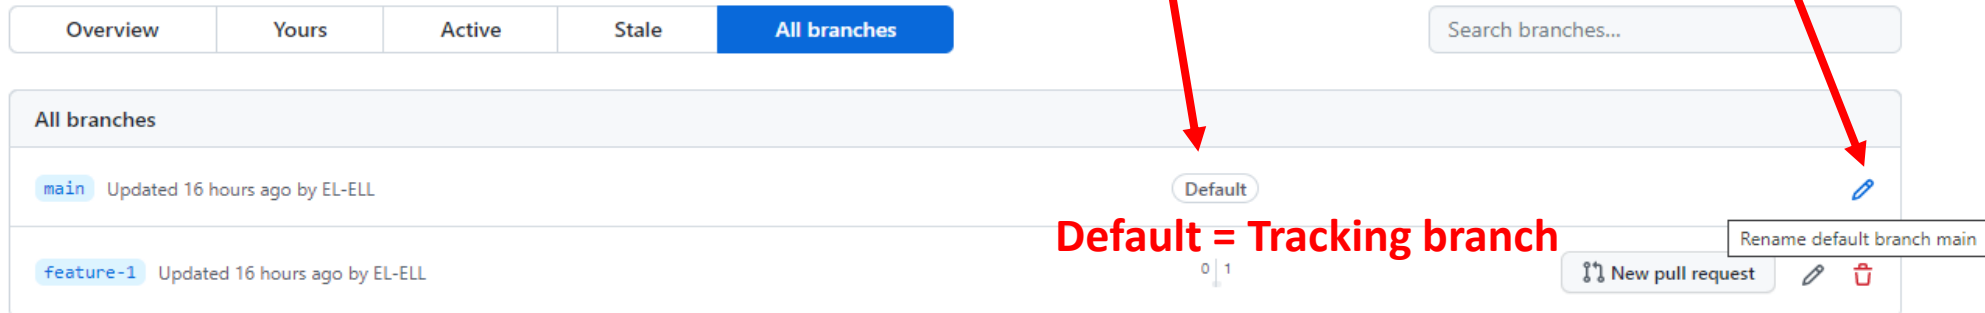 Overview Yours Active Stale All branches Search branches...
All branches
main Updated 16 hours ago by EL-ELL Default
Default = Tracking branch
Rename default branch main
feature-1 Updated 16 hours ago by EL-ELL 0 1 New pull request